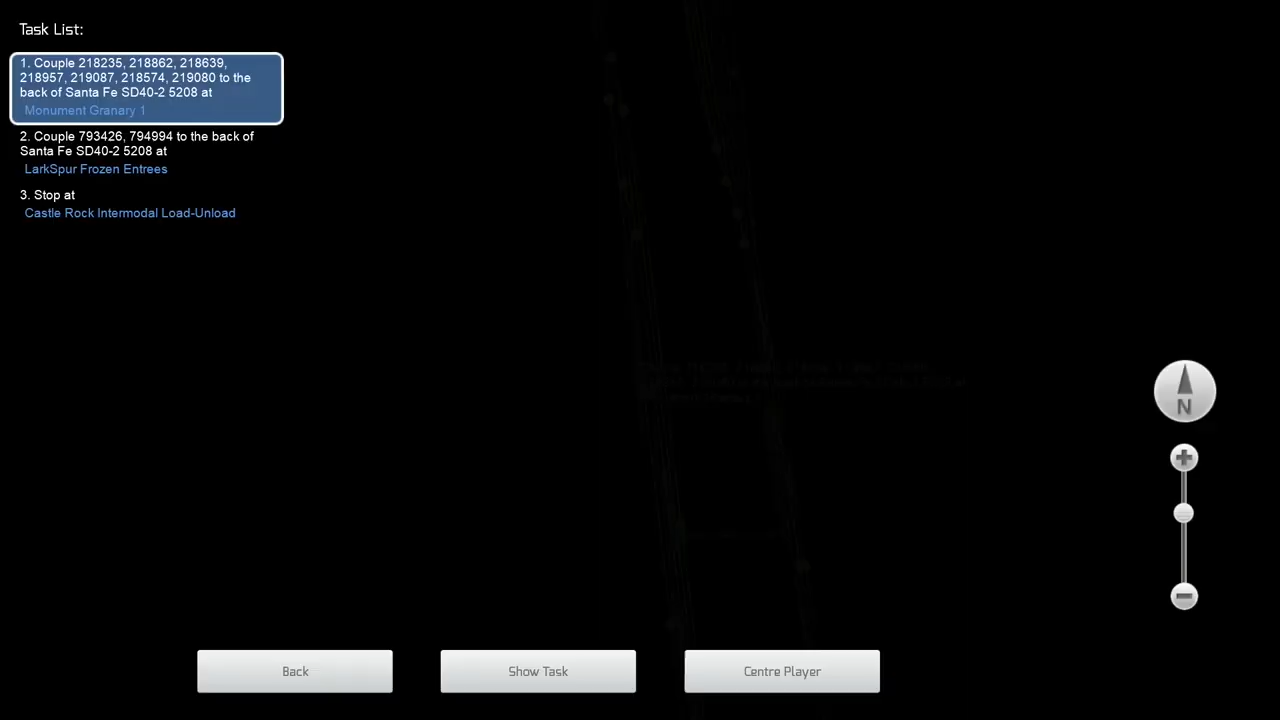 Task List:
1. Couple 218235, 218862, 218639,
218957, 219087, 218574, 219080 to the
back of Santa Fe SD40-2 5208 at
Monument Granary 1
2. Couple 793426, 794994 to the back of
Santa Fe SD40-2 5208 at
LarkSpur Frozen Entrees
3. Stop at
Castle Rock Intermodal Load-Unload
N
Back
Show Task
Centre Player